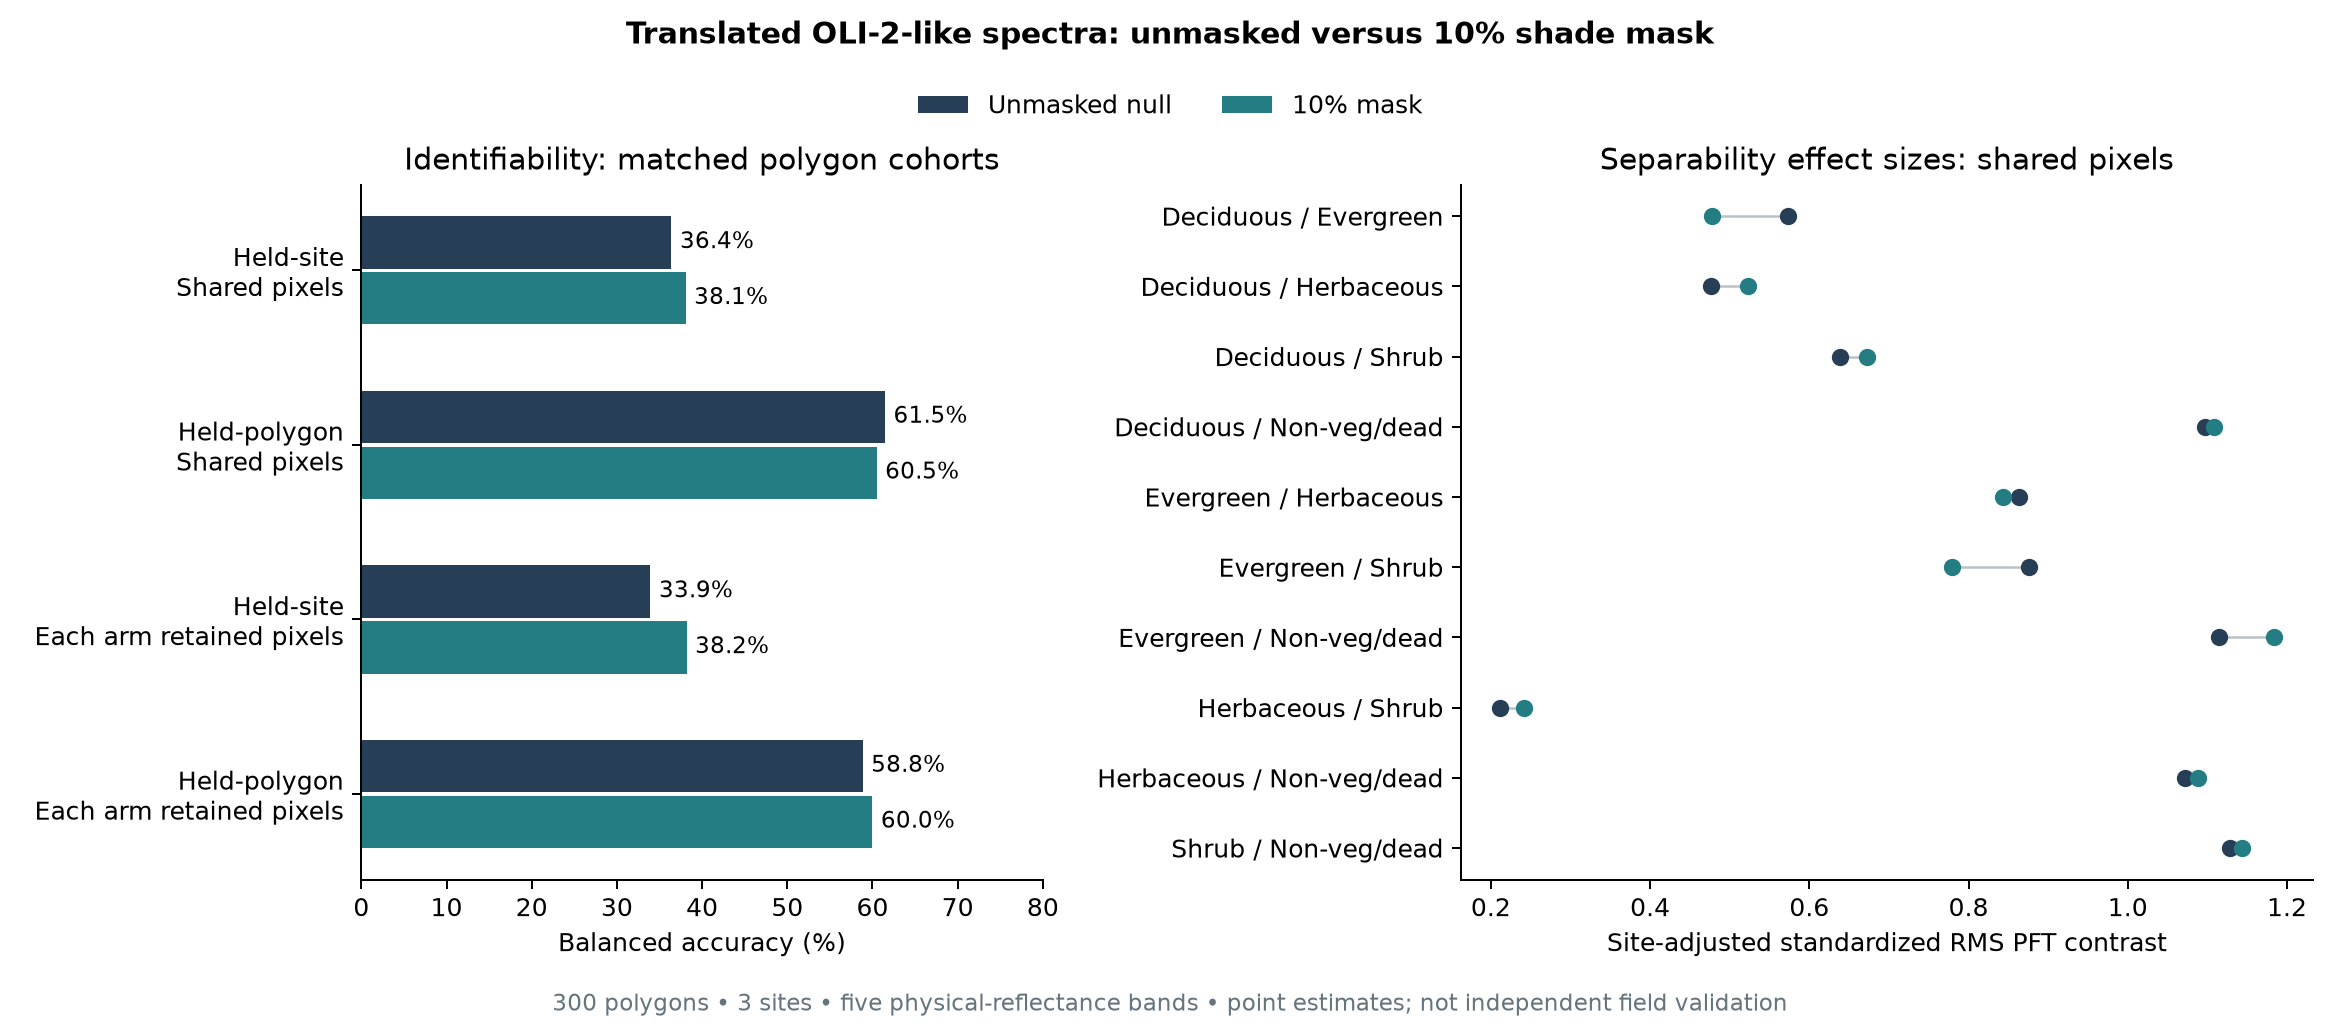 Translated OLI-2-like spectra: unmasked versus 10% shade mask
Unmasked null
10% mask
Identifiability: matched polygon cohorts
Held-site
Shared pixels
36.4%
38.1%
Held-polygon
Shared pixels
61.5%
60.5%
Held-site
Each arm retained pixels
33.9%
38.2%
Held-polygon
Each arm retained pixels
58.8%
60.0%
0 10 20 30 40 50 60 70 80
Balanced accuracy (%)
Separability effect sizes: shared pixels
Deciduous / Evergreen
Deciduous / Herbaceous
Deciduous / Shrub
Deciduous / Non-veg/dead
Evergreen / Herbaceous
Evergreen / Shrub
Evergreen / Non-veg/dead
Herbaceous / Shrub
Herbaceous / Non-veg/dead
Shrub / Non-veg/dead
0.2 0.4 0.6 0.8 1.0 1.2
Site-adjusted standardized RMS PFT contrast
300 polygons • 3 sites • five physical-reflectance bands • point estimates; not independent field validation